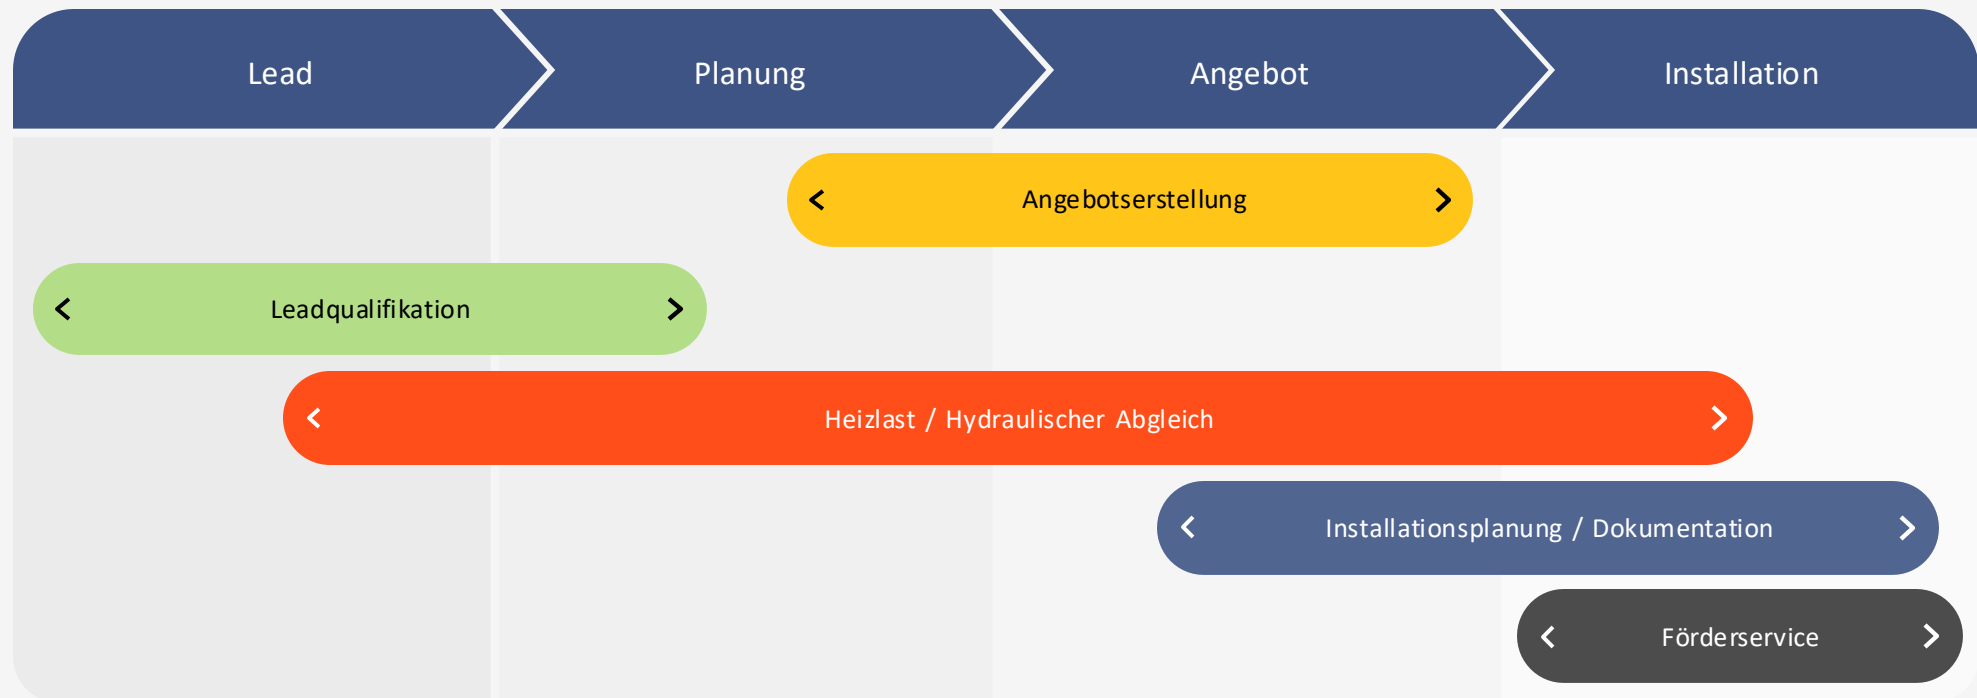 Lead
Planung
Angebot
Installation
Angebotserstellung
Leadqualifikation
Heizlast / Hydraulischer Abgleich
Installationsplanung / Dokumentation
Förderservice